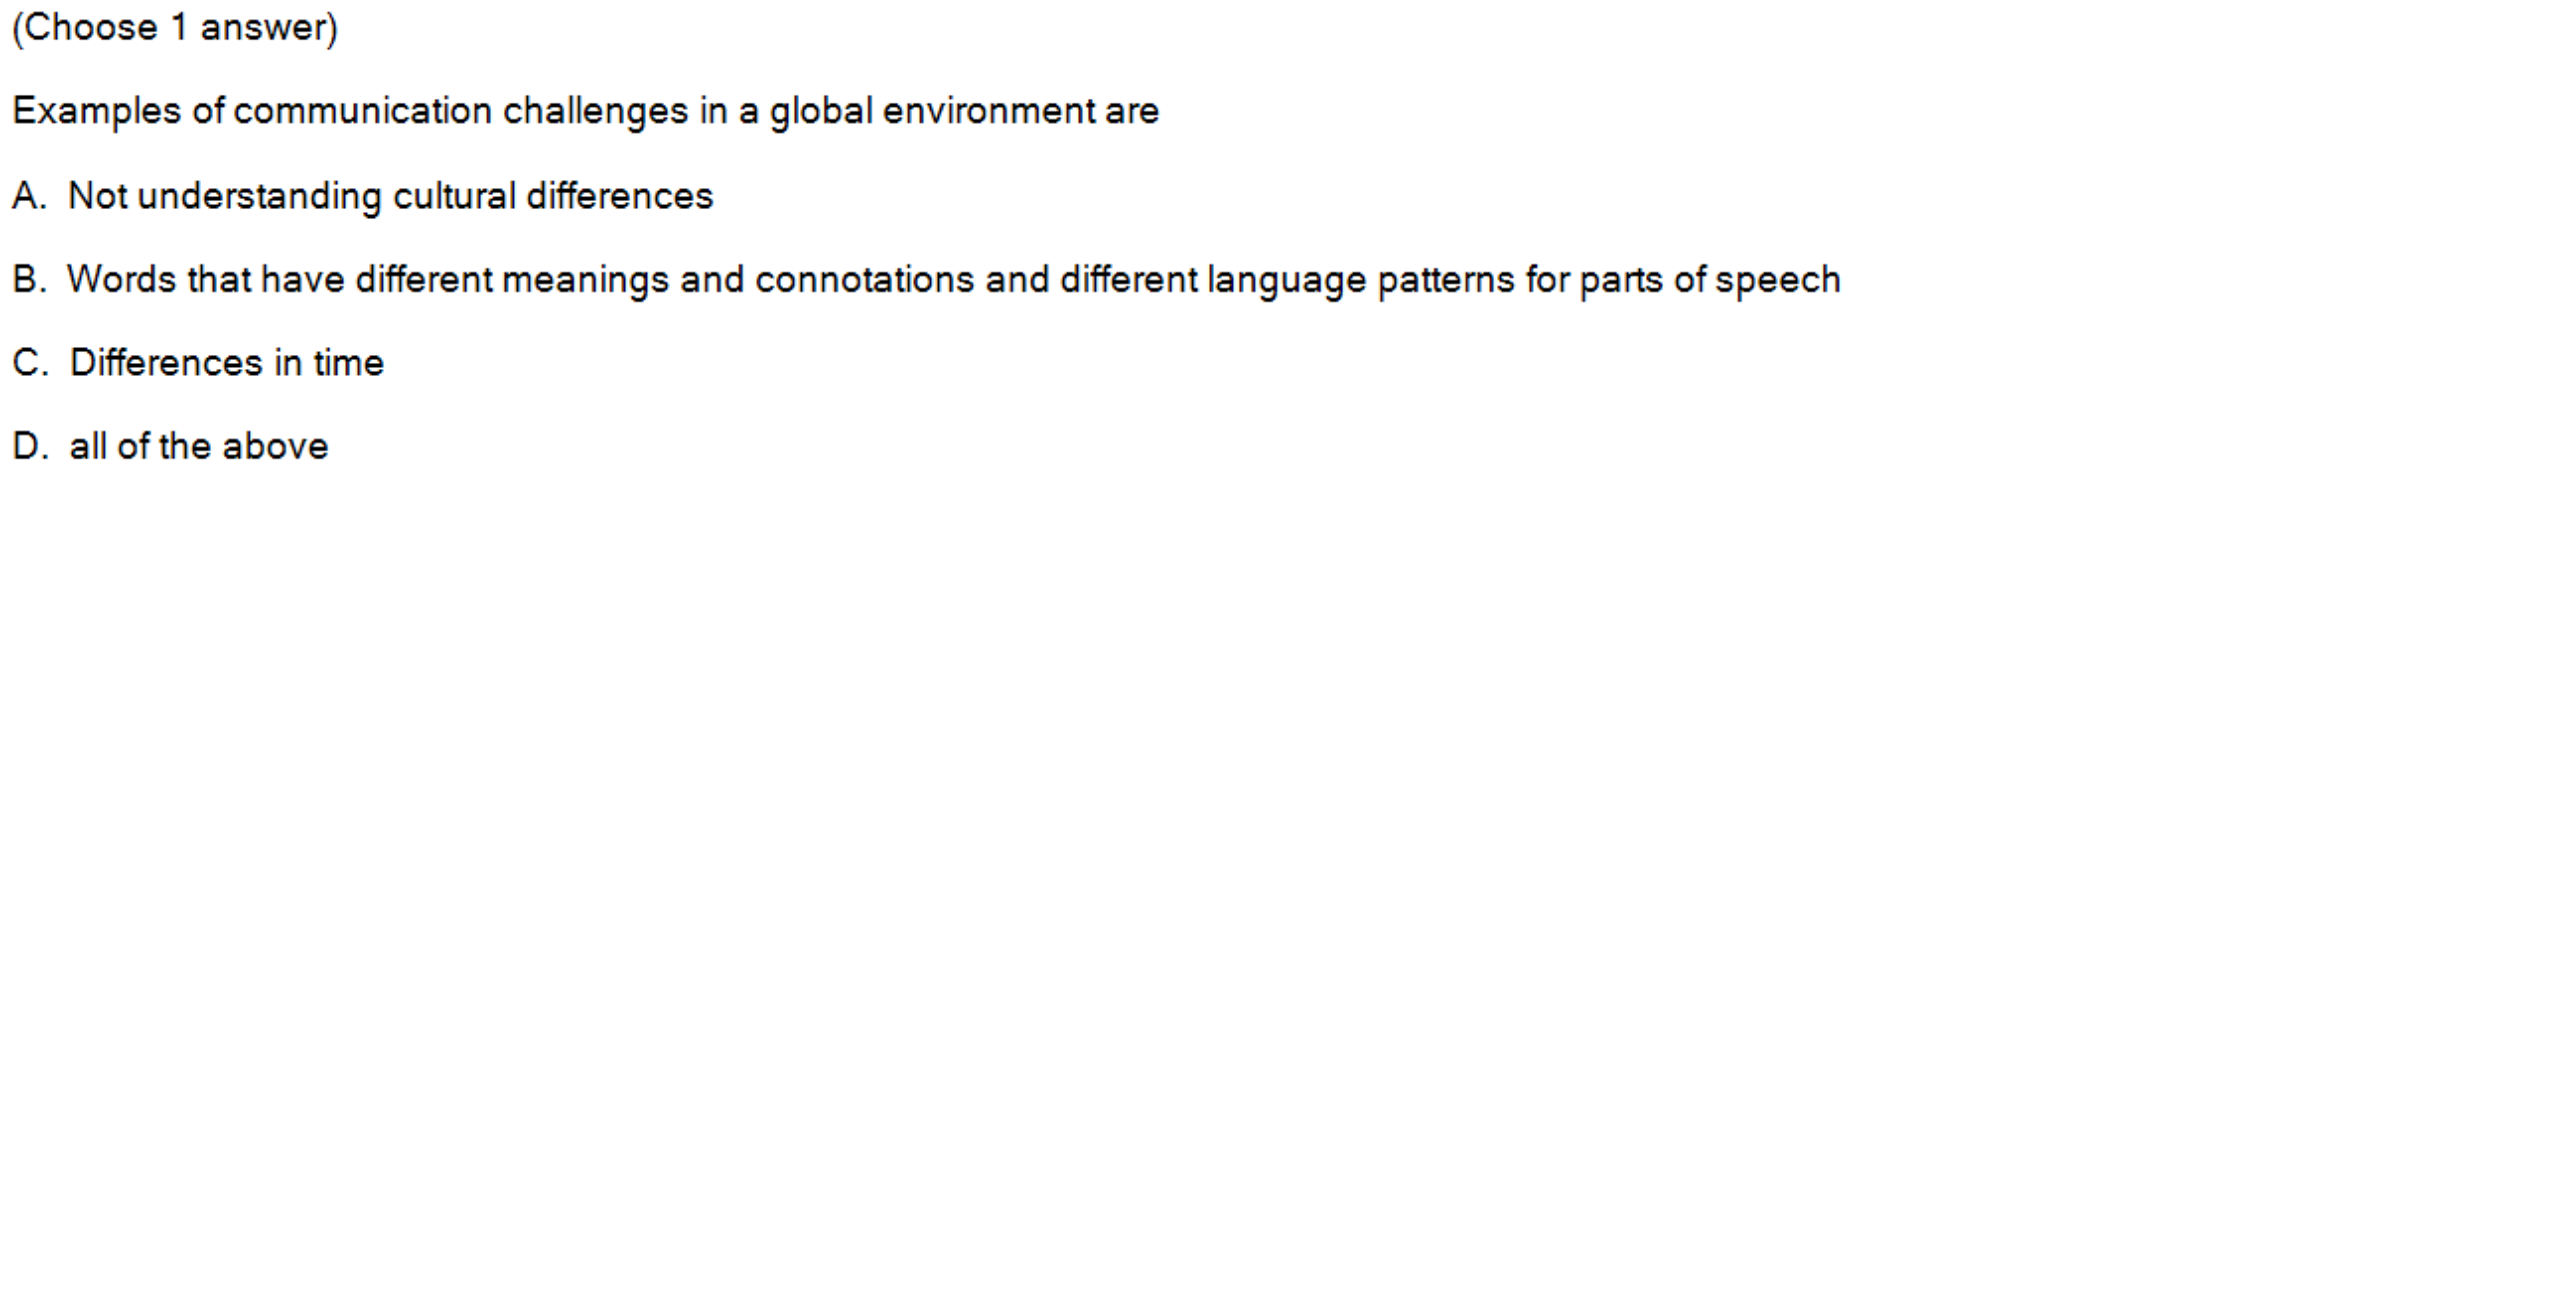 (Choose 1 answer)
Examples of communication challenges in a global environment are
A. Not understanding cultural differences
B. Words that have different meanings and connotations and different language patterns for parts of speech
C. Differences in time
D. all of the above